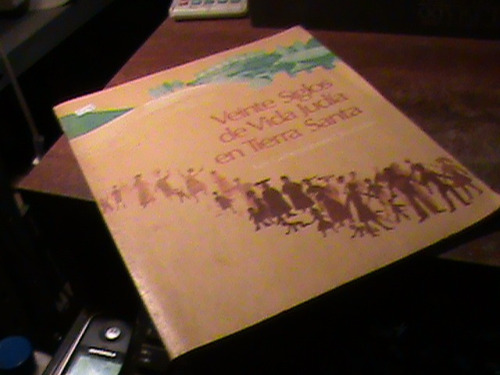 Veinte Siglos
de Vida Judía
en Tierra Santa